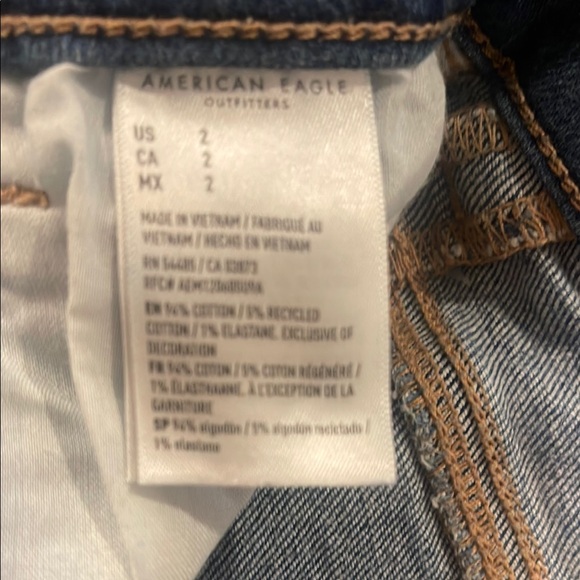 AMERICAN EAGLE
OUTFITTERS
US 2
CA 2
MX 2
MADE IN VIETNAM / FABRIQUÉ AU
VIETNAM / HECHO EN VIETNAM
RN 54485 / CA 53873
RFC#
EN 94% COTTON / 5% RECYCLED
COTTON / 1% ELASTANE. EXCLUSIVE OF
DECORATION
FR 94% COTON / 5% COTON RÉGÉNÉRÉ /
1% ÉLASTHANNE. À L'EXCEPTION DE LA
GARNITURE
SP 94% algodón / 5% algodón reciclado /
1% elastano